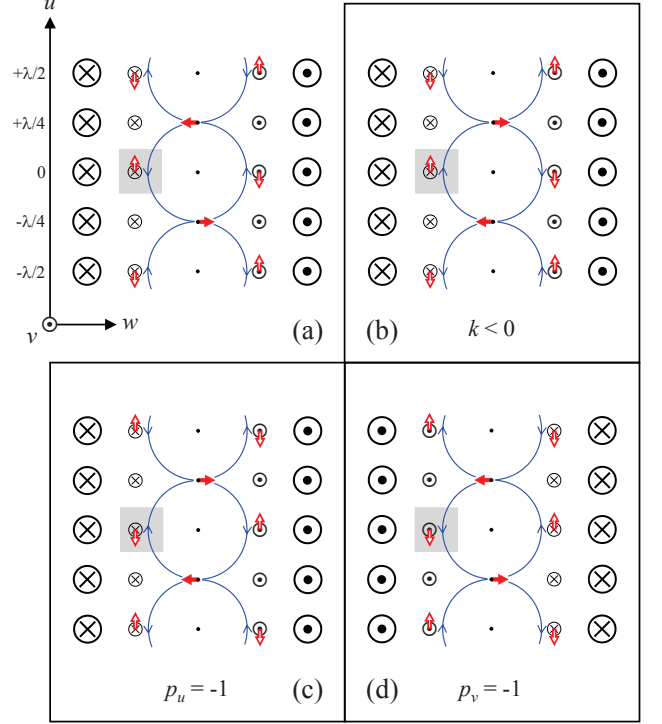 u
+λ/2
+λ/4
0
-λ/4
-λ/2
v
w
(a)
(b)
k < 0
p_u = -1
(c)
(d)
p_v = -1